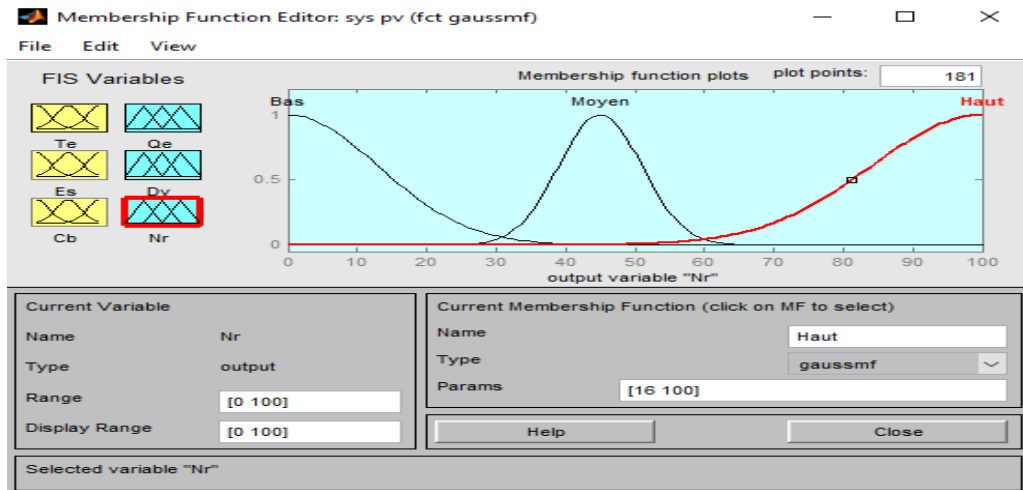 Membership Function Editor: sys pv (fct gaussmf)
File Edit View
FIS Variables
Te Qe
Es Dv
Cb Nr
Membership function plots plot points: 181
Bas Moyen Haut
1
0.5
0
0 10 20 30 40 50 60 70 80 90 100
output variable "Nr"
Current Variable
Name Nr
Type output
Range [0 100]
Display Range [0 100]
Current Membership Function (click on MF to select)
Name Haut
Type gaussmf
Params [16 100]
Help Close
Selected variable "Nr"